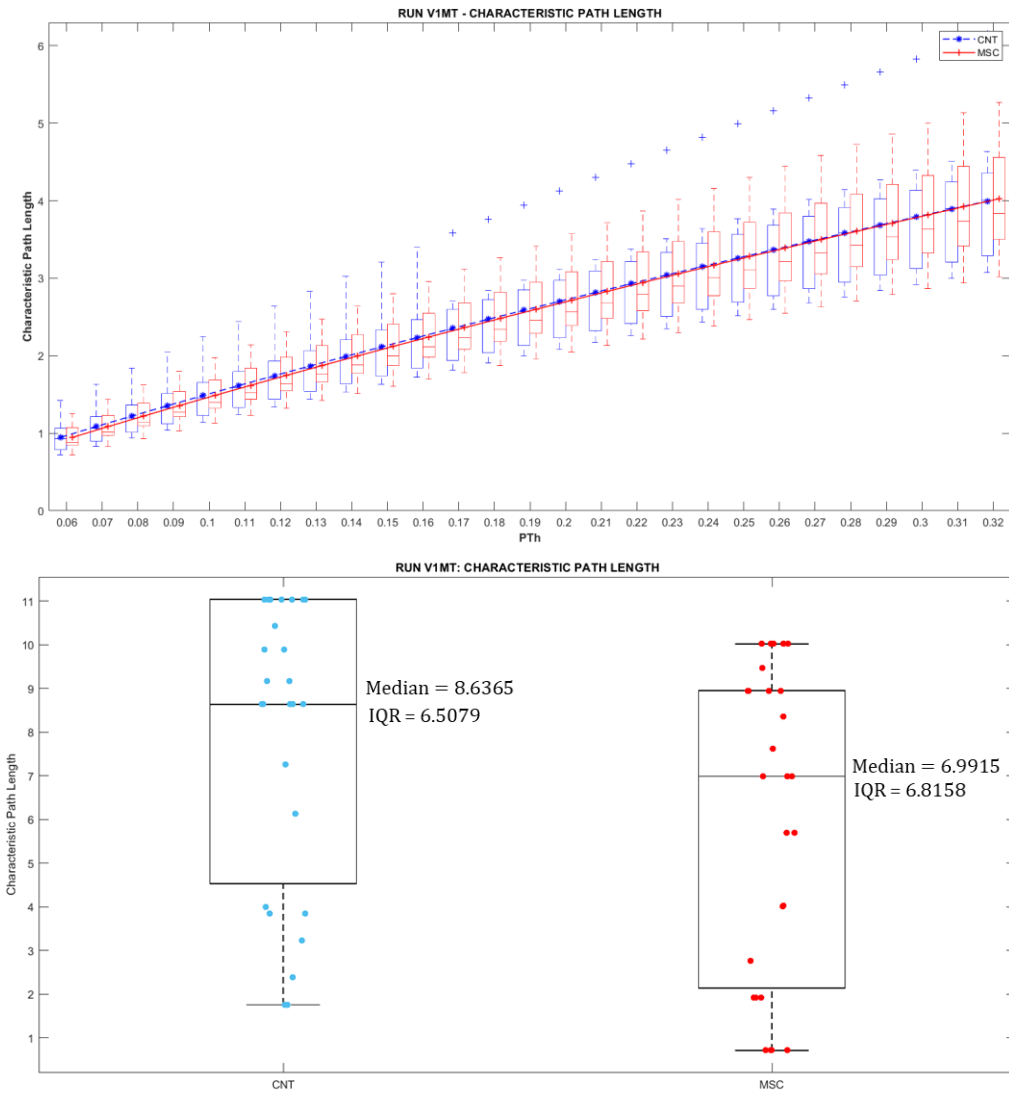 RUN V1MT - CHARACTERISTIC PATH LENGTH
CNT
MSC
Characteristic Path Length
6
5
4
3
2
1
0
0.06 0.07 0.08 0.09 0.1 0.11 0.12 0.13 0.14 0.15 0.16 0.17 0.18 0.19 0.2 0.21 0.22 0.23 0.24 0.25 0.26 0.27 0.28 0.29 0.3 0.31 0.32
PTh
RUN V1MT: CHARACTERISTIC PATH LENGTH
Characteristic Path Length
11
10
9
8
7
6
5
4
3
2
1
Median = 8.6365
IQR = 6.5079
Median = 6.9915
IQR = 6.8158
CNT MSC